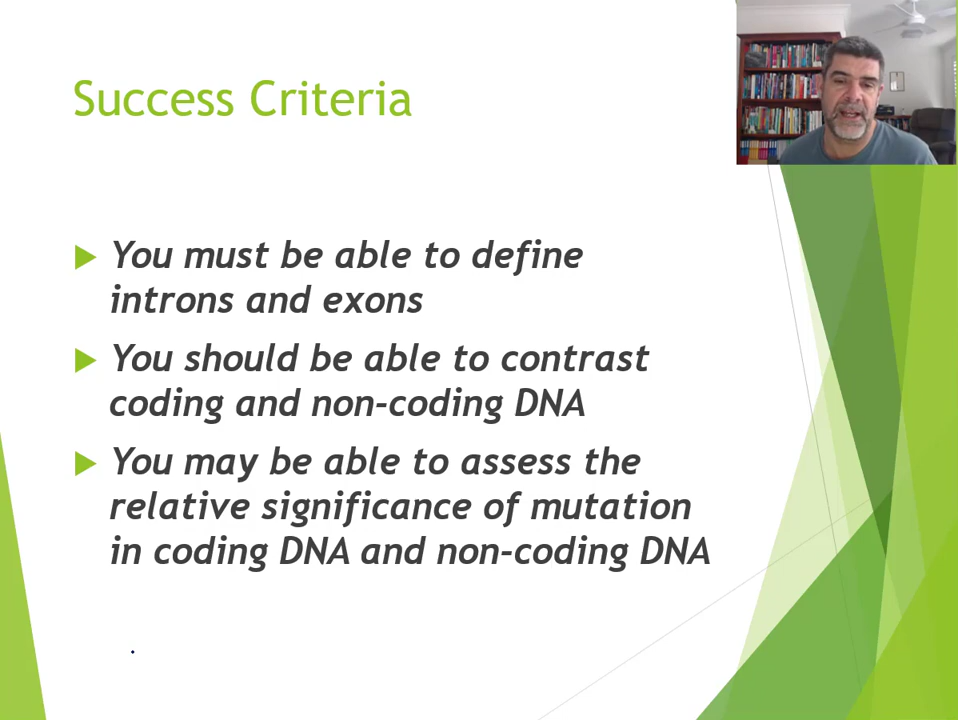 Success Criteria
You must be able to define
introns and exons
You should be able to contrast
coding and non-coding DNA
You may be able to assess the
relative significance of mutation
in coding DNA and non-coding DNA
.